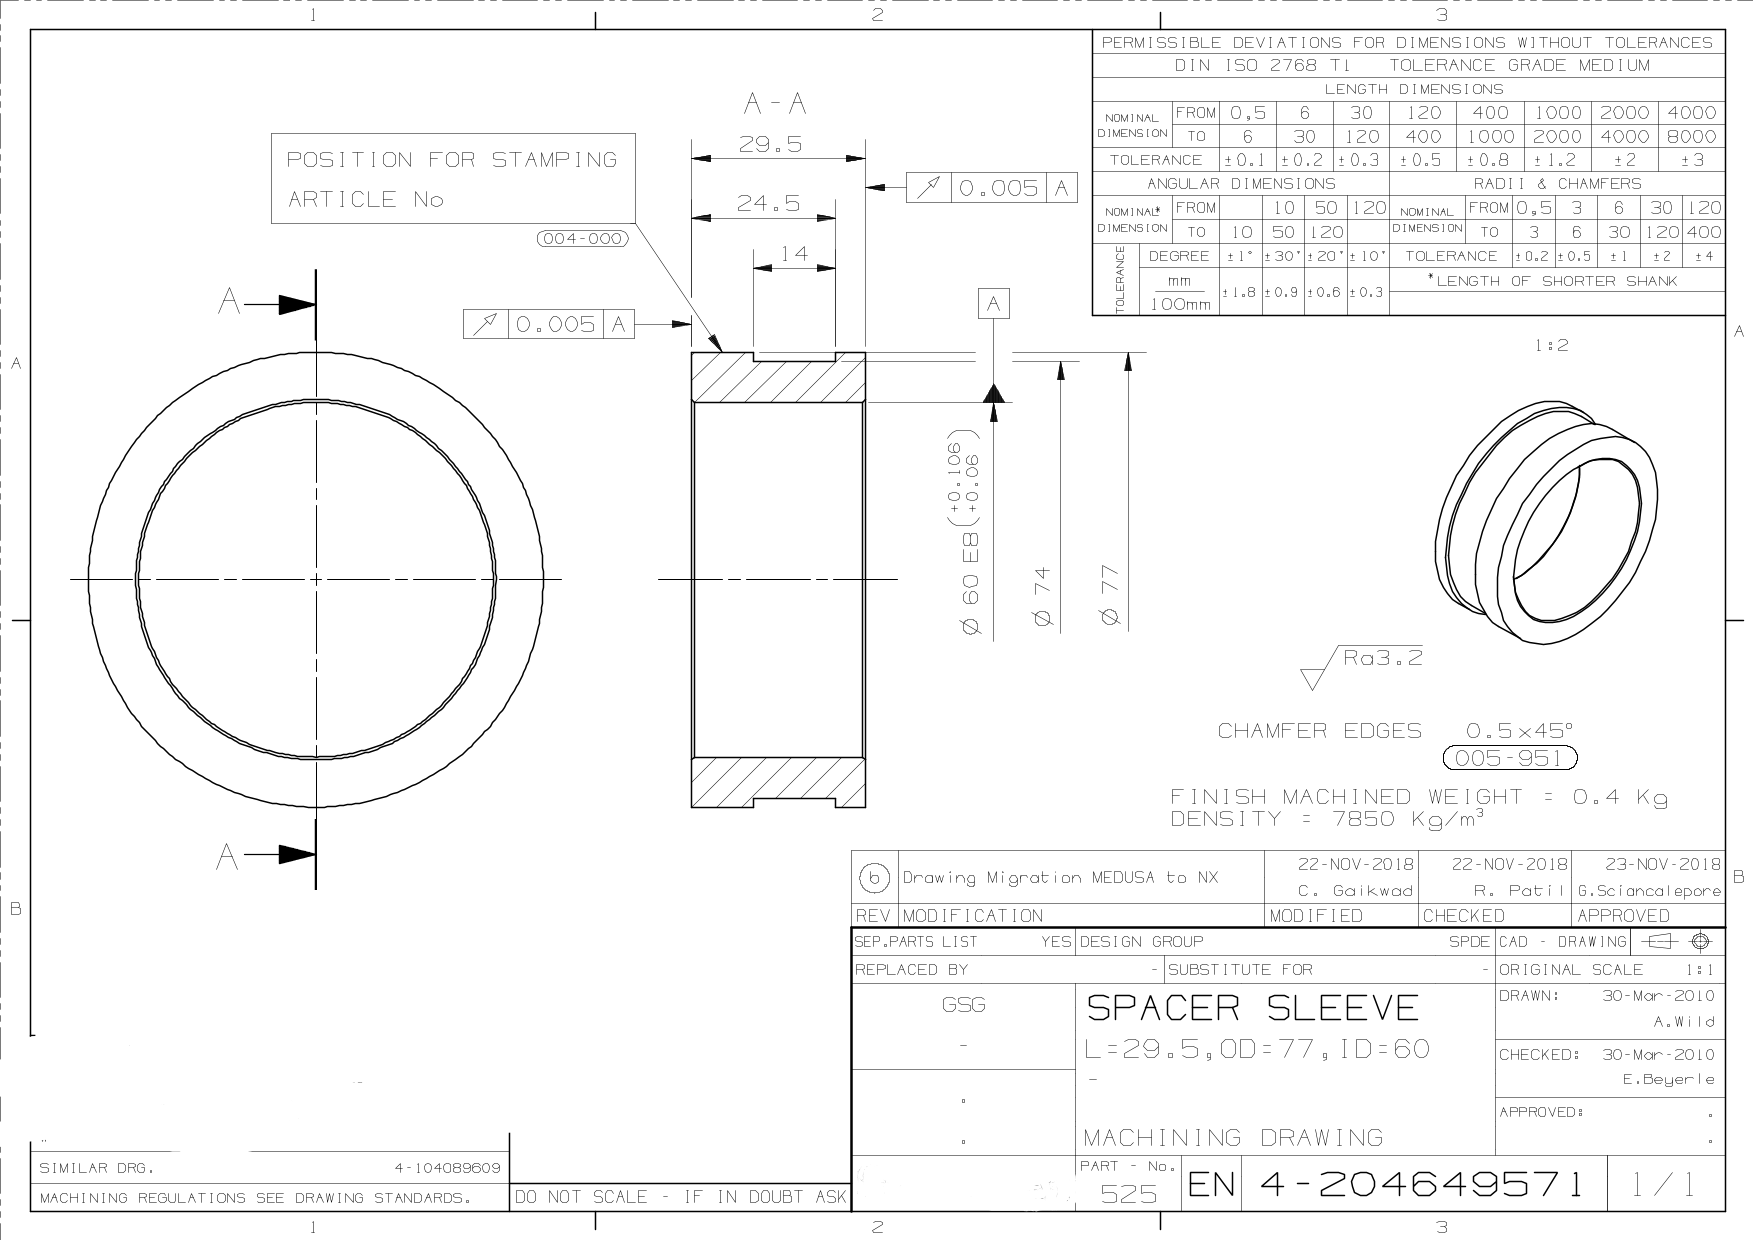 1 2 3
PERMISSIBLE DEVIATIONS FOR DIMENSIONS WITHOUT TOLERANCES
DIN ISO 2768 T1 TOLERANCE GRADE MEDIUM
LENGTH DIMENSIONS
NOMINAL DIMENSION FROM 0,5 6 30 120 400 1000 2000 4000
TO 6 30 120 400 1000 2000 4000 8000
TOLERANCE ±0.1 ±0.2 ±0.3 ±0.5 ±0.8 ±1.2 ±2 ±3
ANGULAR DIMENSIONS RADII & CHAMFERS
NOMINAL* DIMENSION FROM 10 50 120 NOMINAL DIMENSION FROM 0,5 3 6 30 120
TO 10 50 120 TO 3 6 30 120 400
TOLERANCE DEGREE ±1° ±30' ±20' ±10' TOLERANCE ±0.2 ±0.5 ±1 ±2 ±4
mm
100mm
±1.8 ±0.9 ±0.6 ±0.3
*LENGTH OF SHORTER SHANK
A-A
POSITION FOR STAMPING
ARTICLE No
004-000
29.5
24.5
14
0.005 A
0.005 A
A
A
A
Ø 60 E8 (+0.106 +0.06)
Ø 74
Ø 77
1:2
A
A
B
B
Ra3.2
CHAMFER EDGES 0.5x45°
005-951
FINISH MACHINED WEIGHT = 0.4 Kg
DENSITY = 7850 Kg/m³
b Drawing Migration MEDUSA to NX
22-NOV-2018 22-NOV-2018 23-NOV-2018
C. Gaikwad R. Patil G.Sciancalepore
REV MODIFICATION MODIFIED CHECKED APPROVED
SEP.PARTS LIST YES DESIGN GROUP SPDE CAD - DRAWING
REPLACED BY - SUBSTITUTE FOR - ORIGINAL SCALE 1:1
GSG
-
SPACER SLEEVE
L=29.5,OD=77,ID=60
-
MACHINING DRAWING
DRAWN: 30-Mar-2010
A.Wild
CHECKED: 30-Mar-2010
E.Beyerle
APPROVED: .
PART - No.
525
EN 4-204649571 1/1
SIMILAR DRG. 4-104089609
MACHINING REGULATIONS SEE DRAWING STANDARDS.
DO NOT SCALE - IF IN DOUBT ASK
1 2 3